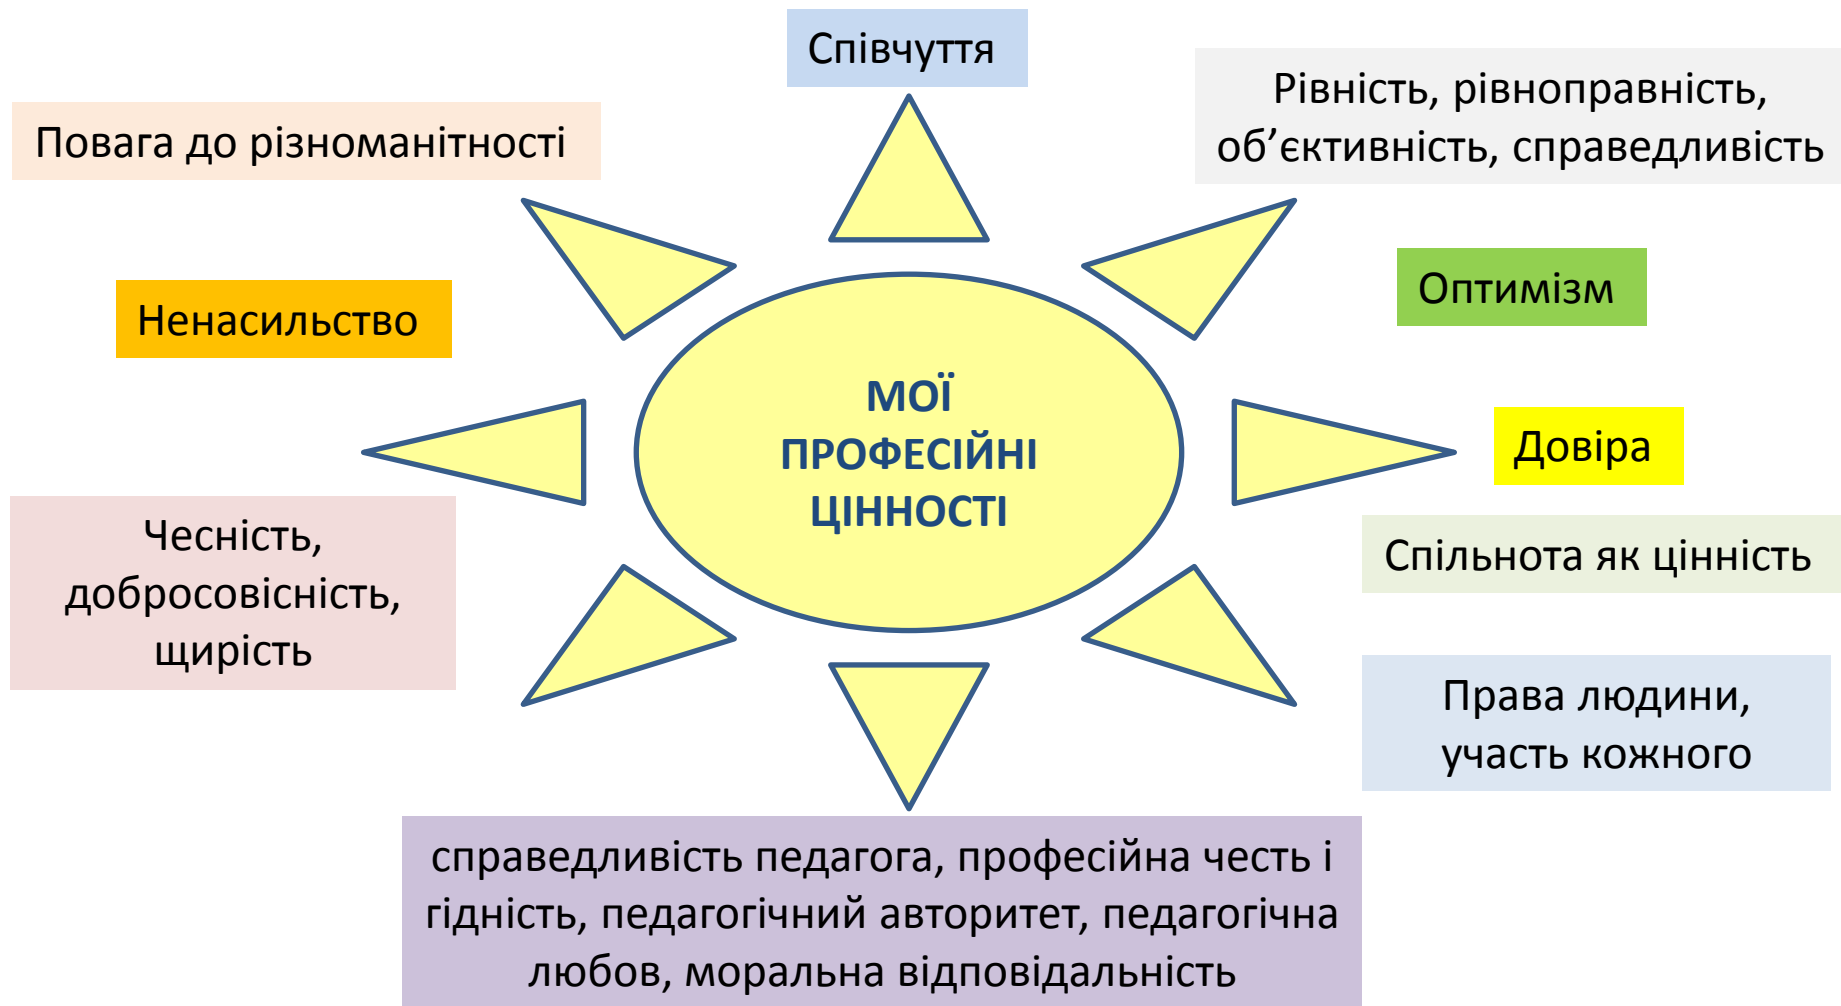 Співчуття
Рівність, рівноправність,
об’єктивність, справедливість
Повага до різноманітності
Оптимізм
Ненасильство
МОЇ
ПРОФЕСІЙНІ
ЦІННОСТІ
Довіра
Чесність,
добросовісність,
щирість
Спільнота як цінність
Права людини,
участь кожного
справедливість педагога, професійна честь і
гідність, педагогічний авторитет, педагогічна
любов, моральна відповідальність